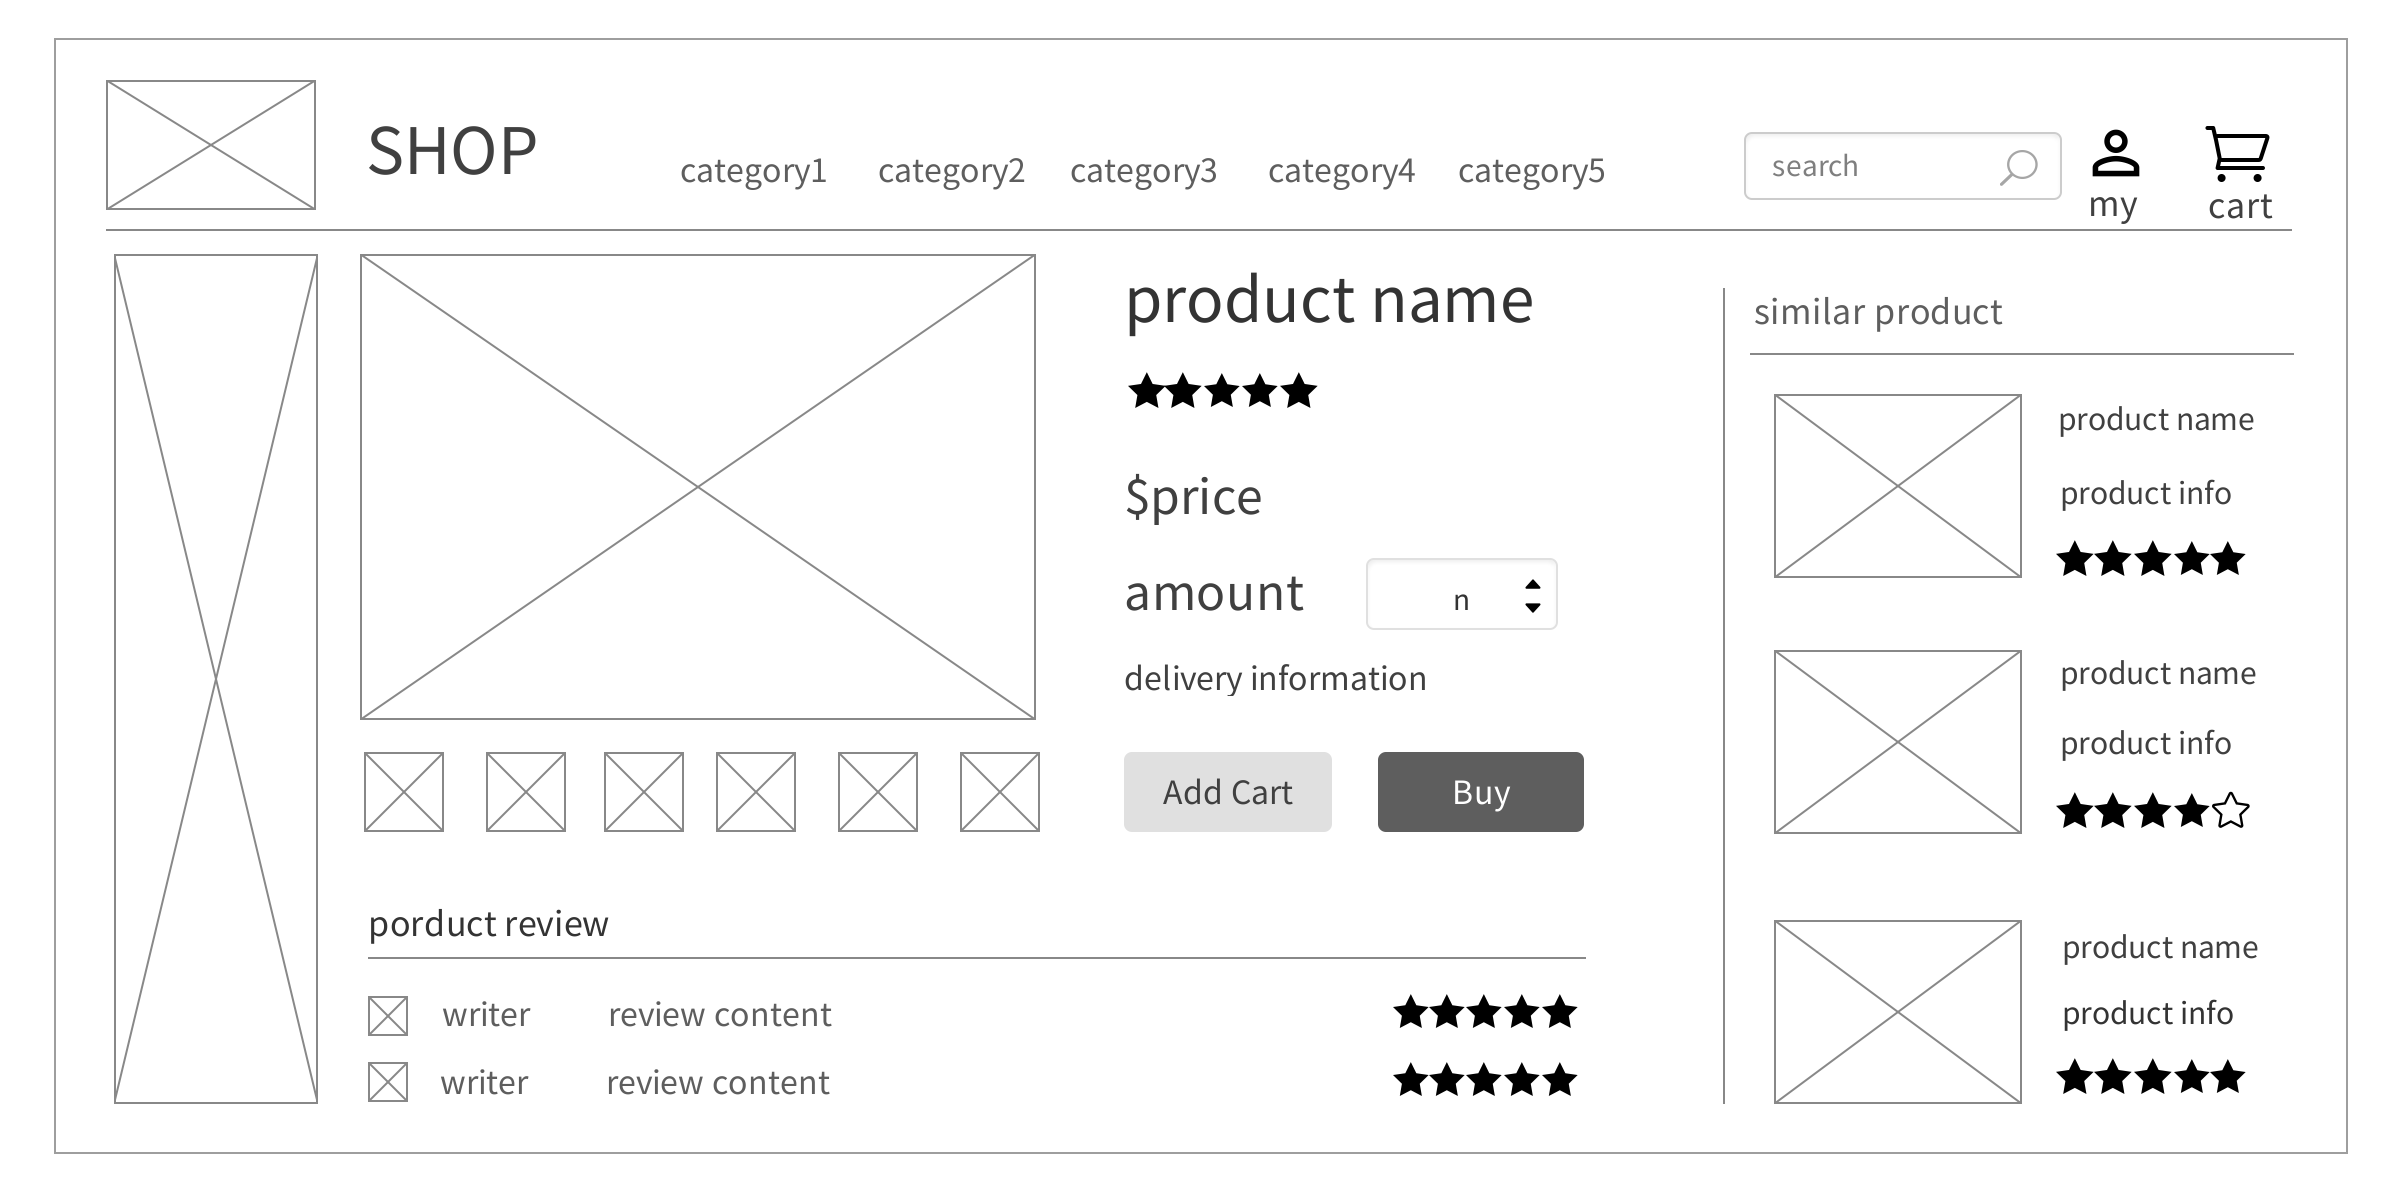 SHOP
category1 category2 category3 category4 category5
search
my
cart
product name
$price
amount n
delivery information
Add Cart Buy
porduct review
writer review content
writer review content
similar product
product name
product info
product name
product info
product name
product info